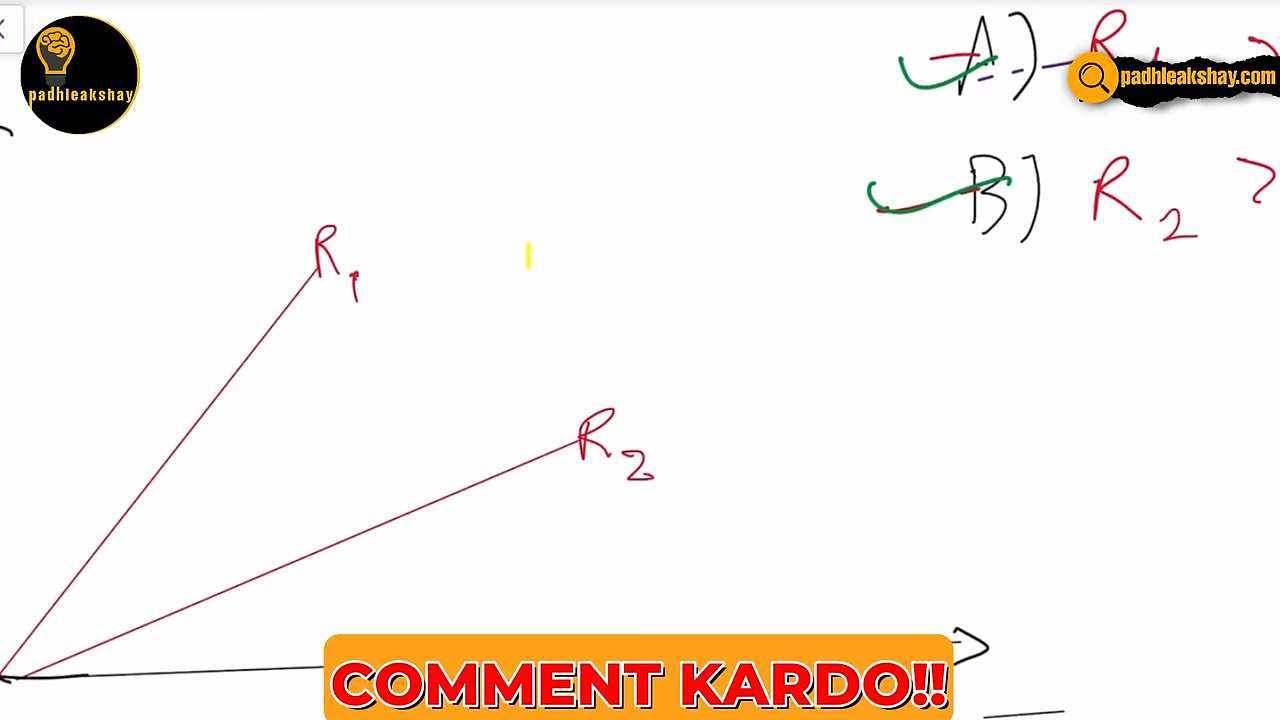 padhleakshay
A) R
padhleakshay.com
B) R2 ?
R1
R2
COMMENT KARDO!!